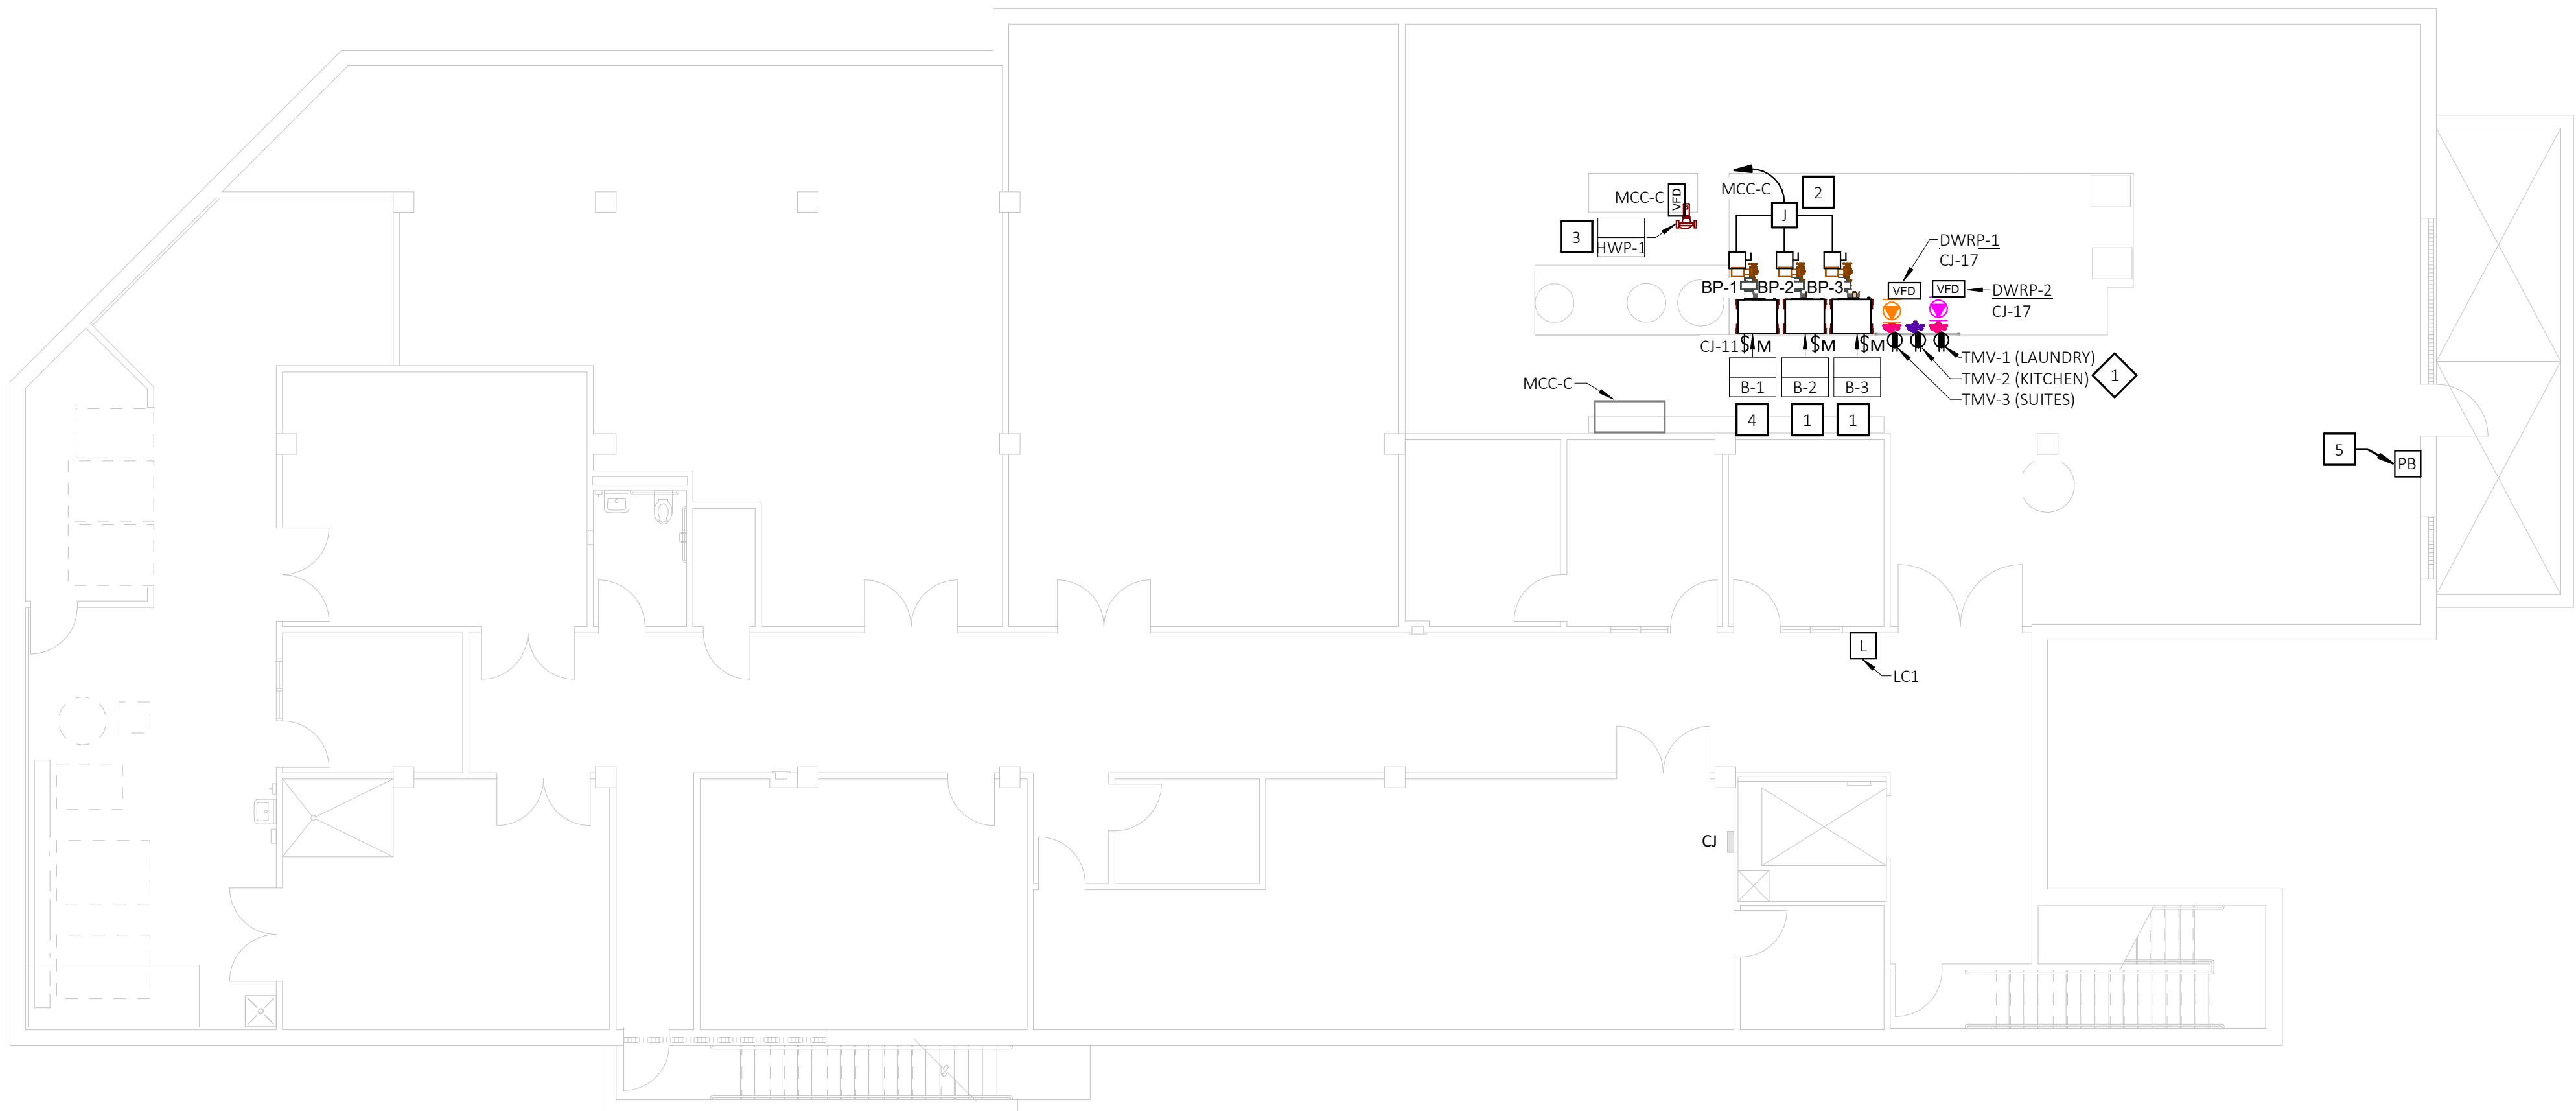 MCC-C
2
MCC-C
VFD
J
3
HWP-1
DWRP-1
CJ-17
BP-1
BP-2
BP-3
VFD
VFD
DWRP-2
CJ-17
CJ-11
$M
$M
$M
TMV-1 (LAUNDRY)
TMV-2 (KITCHEN)
TMV-3 (SUITES)
1
MCC-C
B-1
B-2
B-3
4
1
1
5
PB
L
LC1
CJ